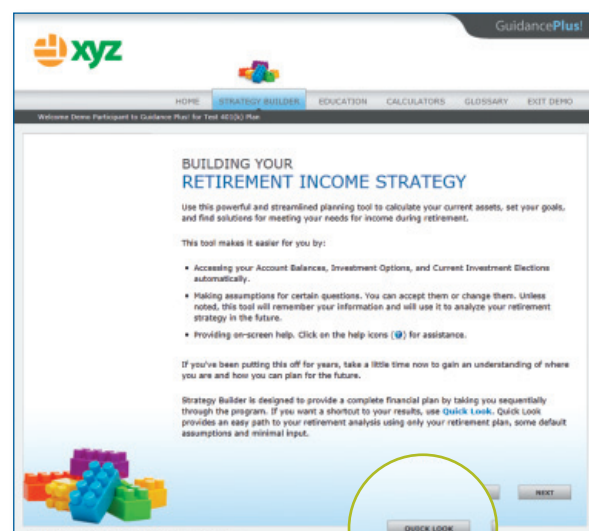 GuidancePlus!
xyz
HOME STRATEGY BUILDER EDUCATION CALCULATORS GLOSSARY EXIT DEMO
Welcome Demo Participant to Guidance Plus! for Test 401(k) Plan
BUILDING YOUR
RETIREMENT INCOME STRATEGY
Use this powerful and streamlined planning tool to calculate your current assets, set your goals,
and find solutions for meeting your needs for income during retirement.
This tool makes it easier for you by:
• Accessing your Account Balances, Investment Options, and Current Investment Elections
automatically.
• Making assumptions for certain questions. You can accept them or change them. Unless
noted, this tool will remember your information and will use it to analyze your retirement
strategy in the future.
• Providing on-screen help. Click on the help icons (?) for assistance.
If you've been putting this off for years, take a little time now to gain an understanding of where
you are and how you can plan for the future.
Strategy Builder is designed to provide a complete financial plan by taking you sequentially
through the program. If you want a shortcut to your results, use Quick Look. Quick Look
provides an easy path to your retirement analysis using only your retirement plan, some default
assumptions and minimal input.
NEXT
QUICK LOOK